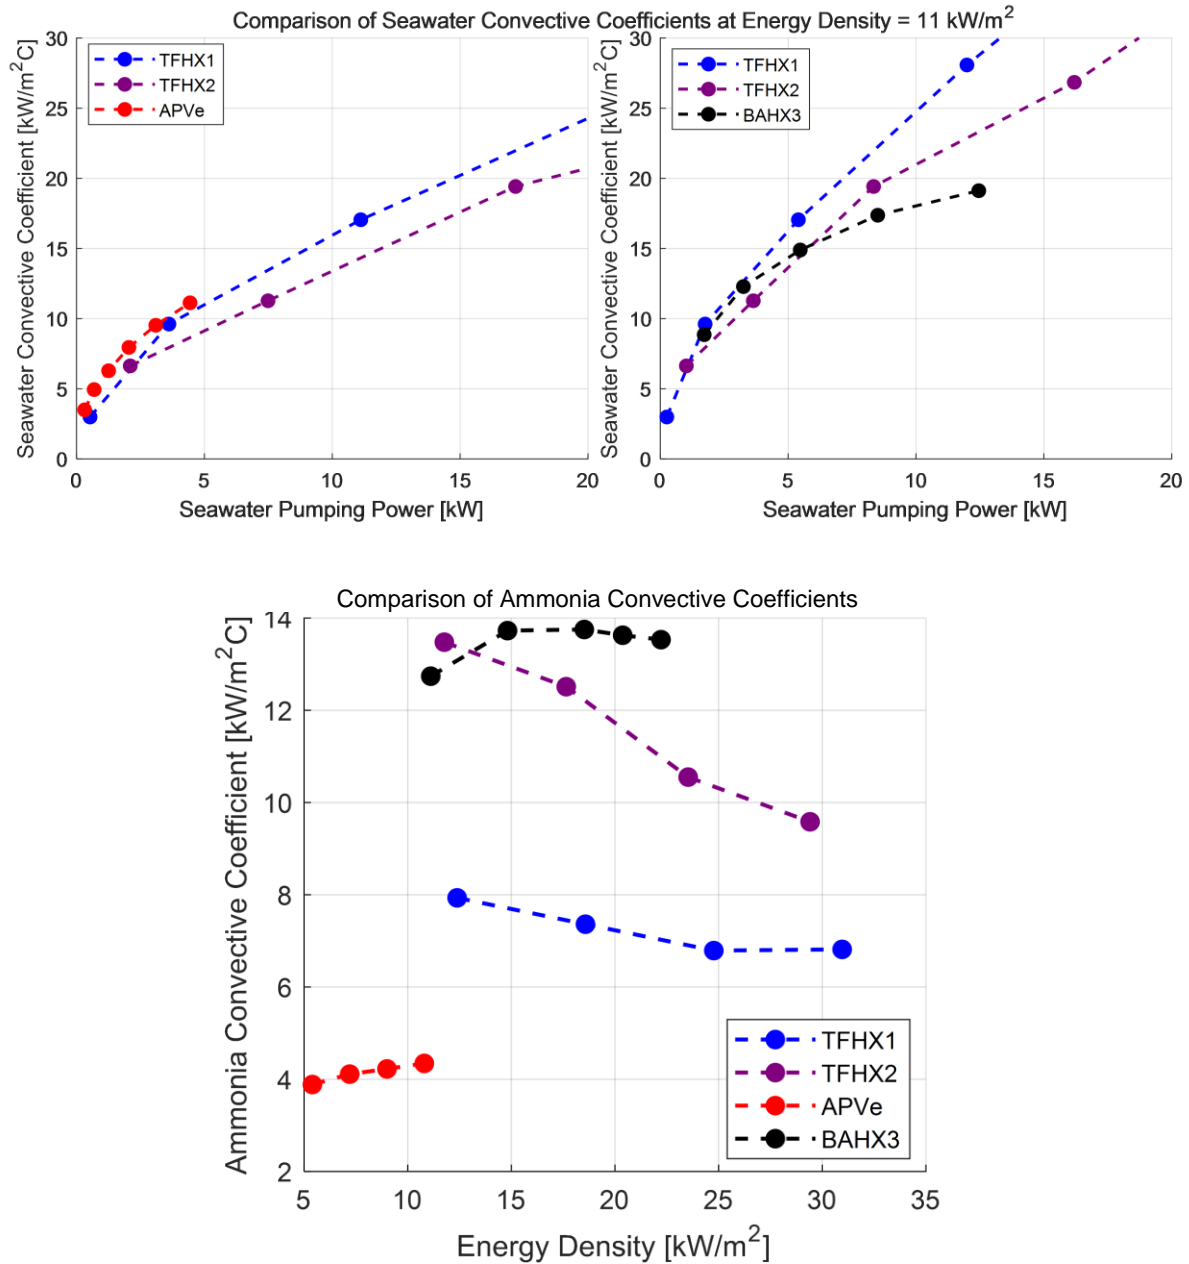 Comparison of Seawater Convective Coefficients at Energy Density = 11 kW/m²
Seawater Convective Coefficient [kW/m²C]
30
25
20
15
10
5
0
TFHX1
TFHX2
APVe
0 5 10 15 20
Seawater Pumping Power [kW]
Seawater Convective Coefficient [kW/m²C]
30
25
20
15
10
5
0
TFHX1
TFHX2
BAHX3
0 5 10 15 20
Seawater Pumping Power [kW]
Comparison of Ammonia Convective Coefficients
Ammonia Convective Coefficient [kW/m²C]
14
12
10
8
6
4
2
TFHX1
TFHX2
APVe
BAHX3
5 10 15 20 25 30 35
Energy Density [kW/m²]